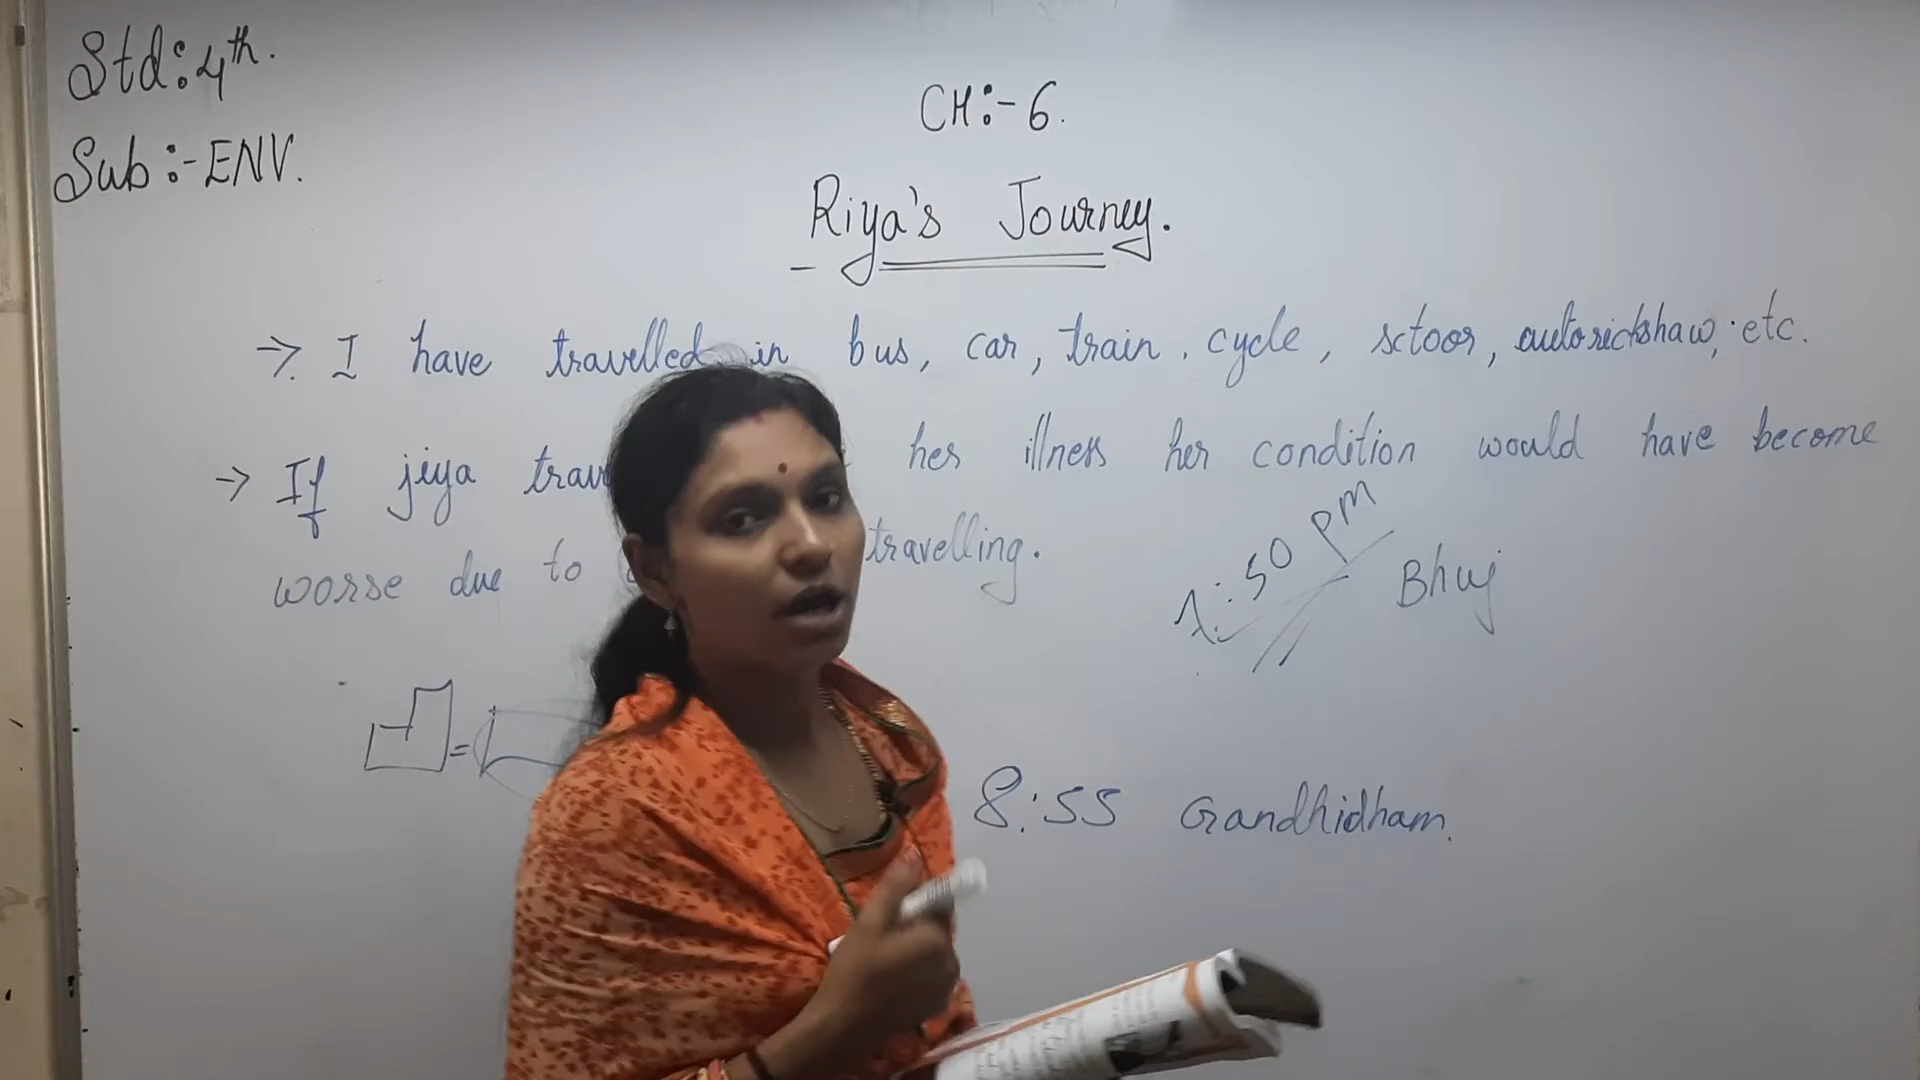 Std:4th.
Sub:-ENV.
CH:-6.
Riya's Journey.
→. I have travelled in bus, car, train, cycle, sctoor, autorickshaw, etc.
→ If jiya trav her illness her condition would have become
worse due to travelling.
1:50 PM Bhuj
8:55 Gandhidham.